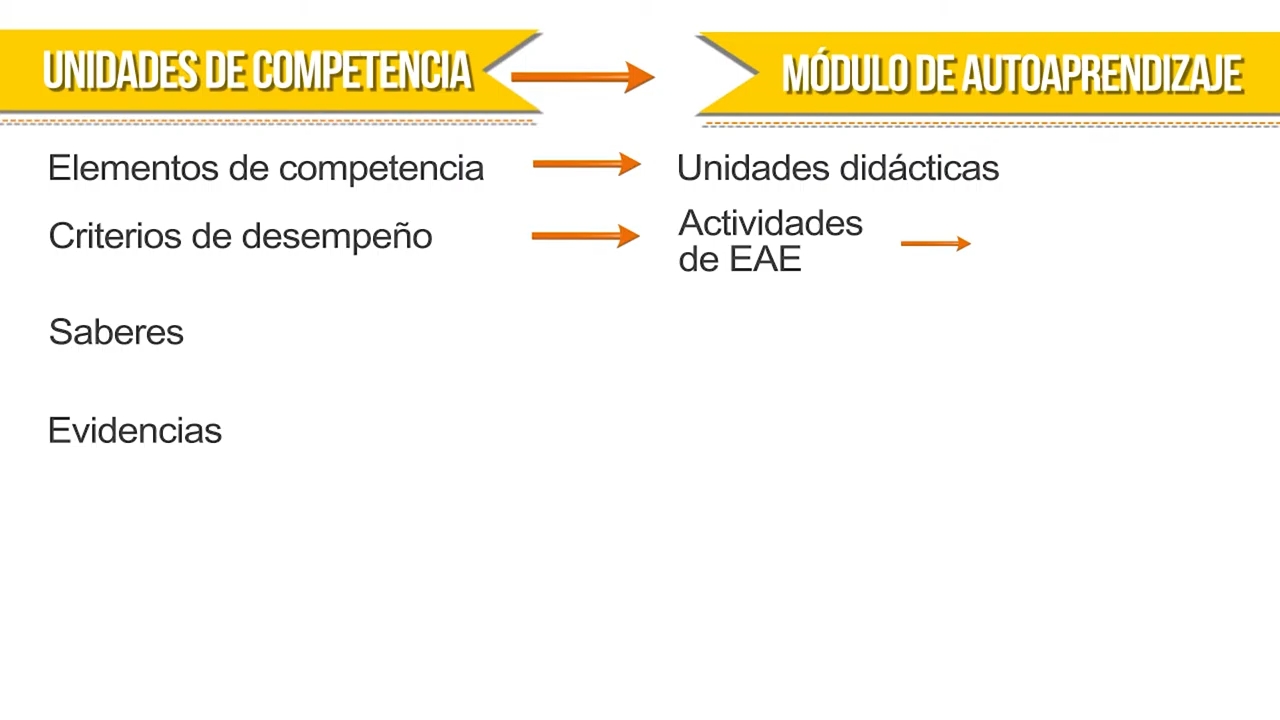 UNIDADES DE COMPETENCIA
MÓDULO DE AUTOAPRENDIZAJE
Elementos de competencia
Unidades didácticas
Criterios de desempeño
Actividades
de EAE
Saberes
Evidencias